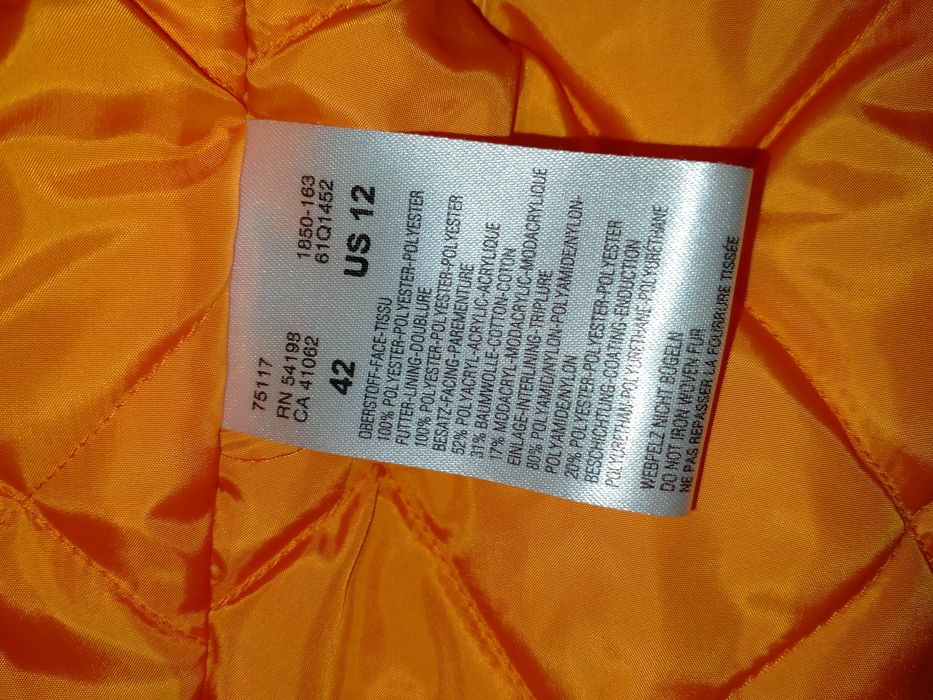 75117
RN 54198 1850-163
CA 41062 61Q1452
42 US 12
OBERSTOFF-FACE-TISSU
100% POLYESTER-POLYESTER-POLYESTER
FUTTER-LINING-DOUBLURE
100% POLYESTER-POLYESTER-POLYESTER
BESATZ-FACING-PAREMENTURE
52% POLYACRYL-ACRYLIC-ACRYLIQUE
31% BAUMWOLLE-COTTON-COTON
17% MODACRYL-MODACRYLIC-MODACRYLIQUE
EINLAGE-INTERLINING-TRIPLURE
80% POLYAMID/NYLON-POLYAMIDENYLON-
POLYAMIDE/NYLON
20% POLYESTER-POLYESTER-POLYESTER
BESCHICHTUNG-COATING-ENDUCTION
POLYURETHAN-POLYURETHANE-POLYURETHANE
WEBPELZ NICHT BÜGELN
DO NOT IRON WOVEN FUR
NE PAS REPASSER LA FOURRURE TISSÉE